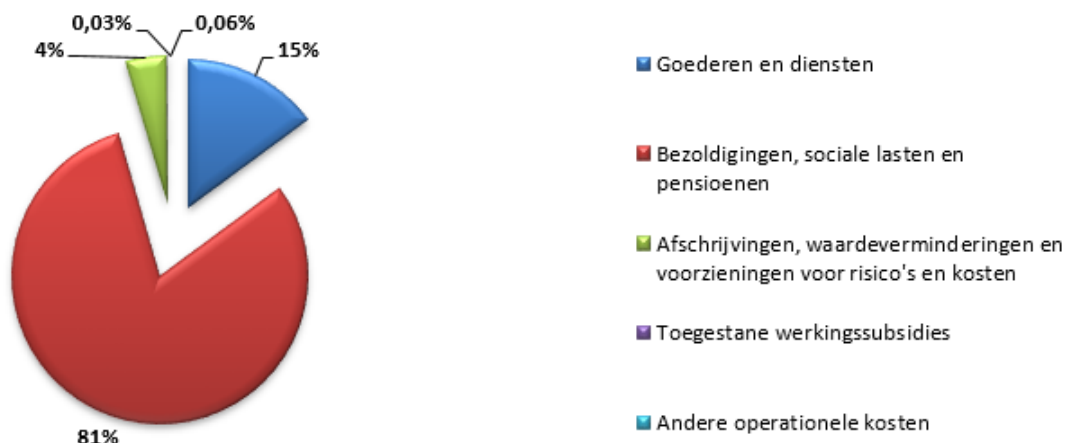 0,03% 0,06%
4% 15%
81%
Goederen en diensten
Bezoldigingen, sociale lasten en
pensioenen
Afschrijvingen, waardeverminderingen en
voorzieningen voor risico's en kosten
Toegestane werkingssubsidies
Andere operationele kosten